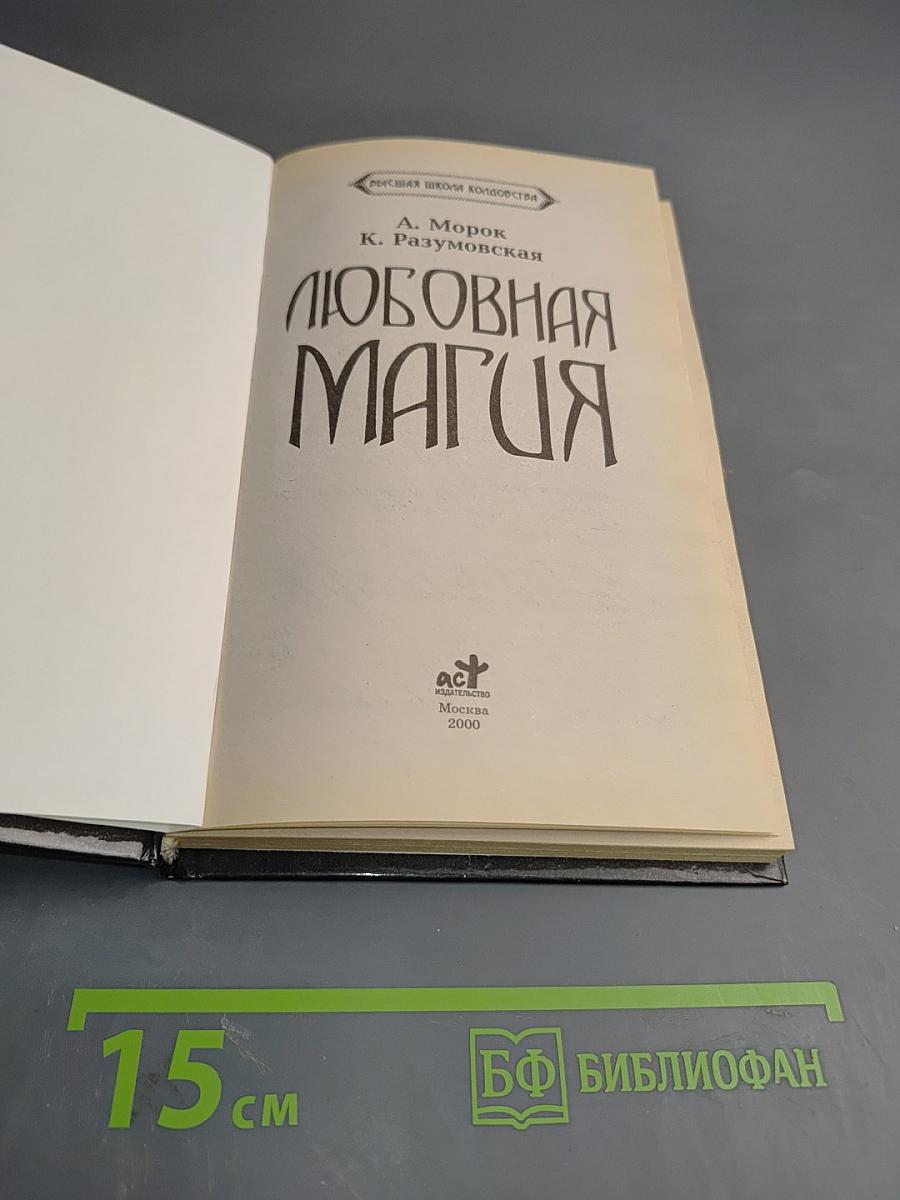 ВЫСШАЯ ШКОЛА КОЛДОВСТВА
А. Морок
К. Разумовская
ЛЮБОВНАЯ
МАГИЯ
аст
ИЗДАТЕЛЬСТВО
Москва
2000
15 см
БФ БИБЛИОФАН